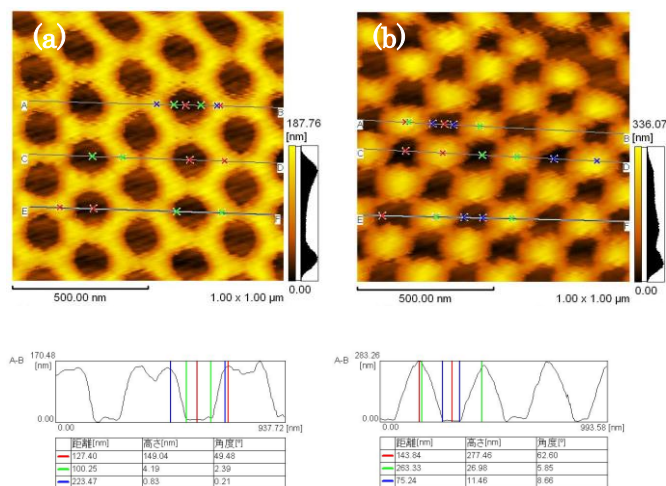 (a)
(b)
A
B
187.76
[nm]
C
D
E
F
0.00
500.00 nm
1.00 x 1.00 µm
A
B
336.07
[nm]
C
D
E
F
0.00
500.00 nm
1.00 x 1.00 µm
A-B
170.48
[nm]
0.00
0.00
937.72 [nm]
距離[nm] 高さ[nm] 角度[°]
127.40 149.04 49.48
100.25 4.19 2.39
223.47 0.83 0.21
A-B
283.26
[nm]
0.00
0.00
993.58 [nm]
距離[nm] 高さ[nm] 角度[°]
143.84 277.46 62.60
263.33 26.98 5.85
75.24 11.46 8.66